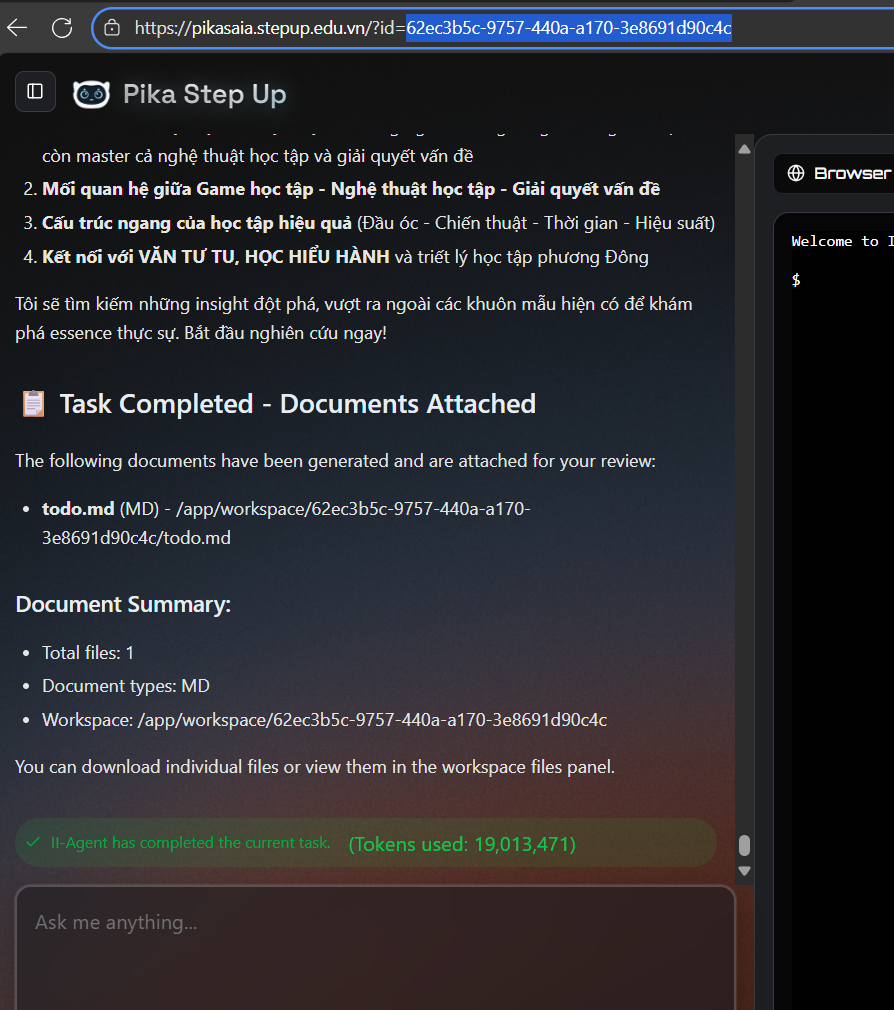 https://pikasaia.stepup.edu.vn/?id=62ec3b5c-9757-440a-a170-3e8691d90c4c
Pika Step Up
còn master cả nghệ thuật học tập và giải quyết vấn đề
2. Mối quan hệ giữa Game học tập - Nghệ thuật học tập - Giải quyết vấn đề
3. Cấu trúc ngang của học tập hiệu quả (Đầu óc - Chiến thuật - Thời gian - Hiệu suất)
4. Kết nối với VĂN TƯ TU, HỌC HIỂU HÀNH và triết lý học tập phương Đông
Tôi sẽ tìm kiếm những insight đột phá, vượt ra ngoài các khuôn mẫu hiện có để khám
phá essence thực sự. Bắt đầu nghiên cứu ngay!
📋 Task Completed - Documents Attached
The following documents have been generated and are attached for your review:
• todo.md (MD) - /app/workspace/62ec3b5c-9757-440a-a170-
3e8691d90c4c/todo.md
Document Summary:
• Total files: 1
• Document types: MD
• Workspace: /app/workspace/62ec3b5c-9757-440a-a170-3e8691d90c4c
You can download individual files or view them in the workspace files panel.
II-Agent has completed the current task. (Tokens used: 19,013,471)
Ask me anything...
Browser
Welcome to
$